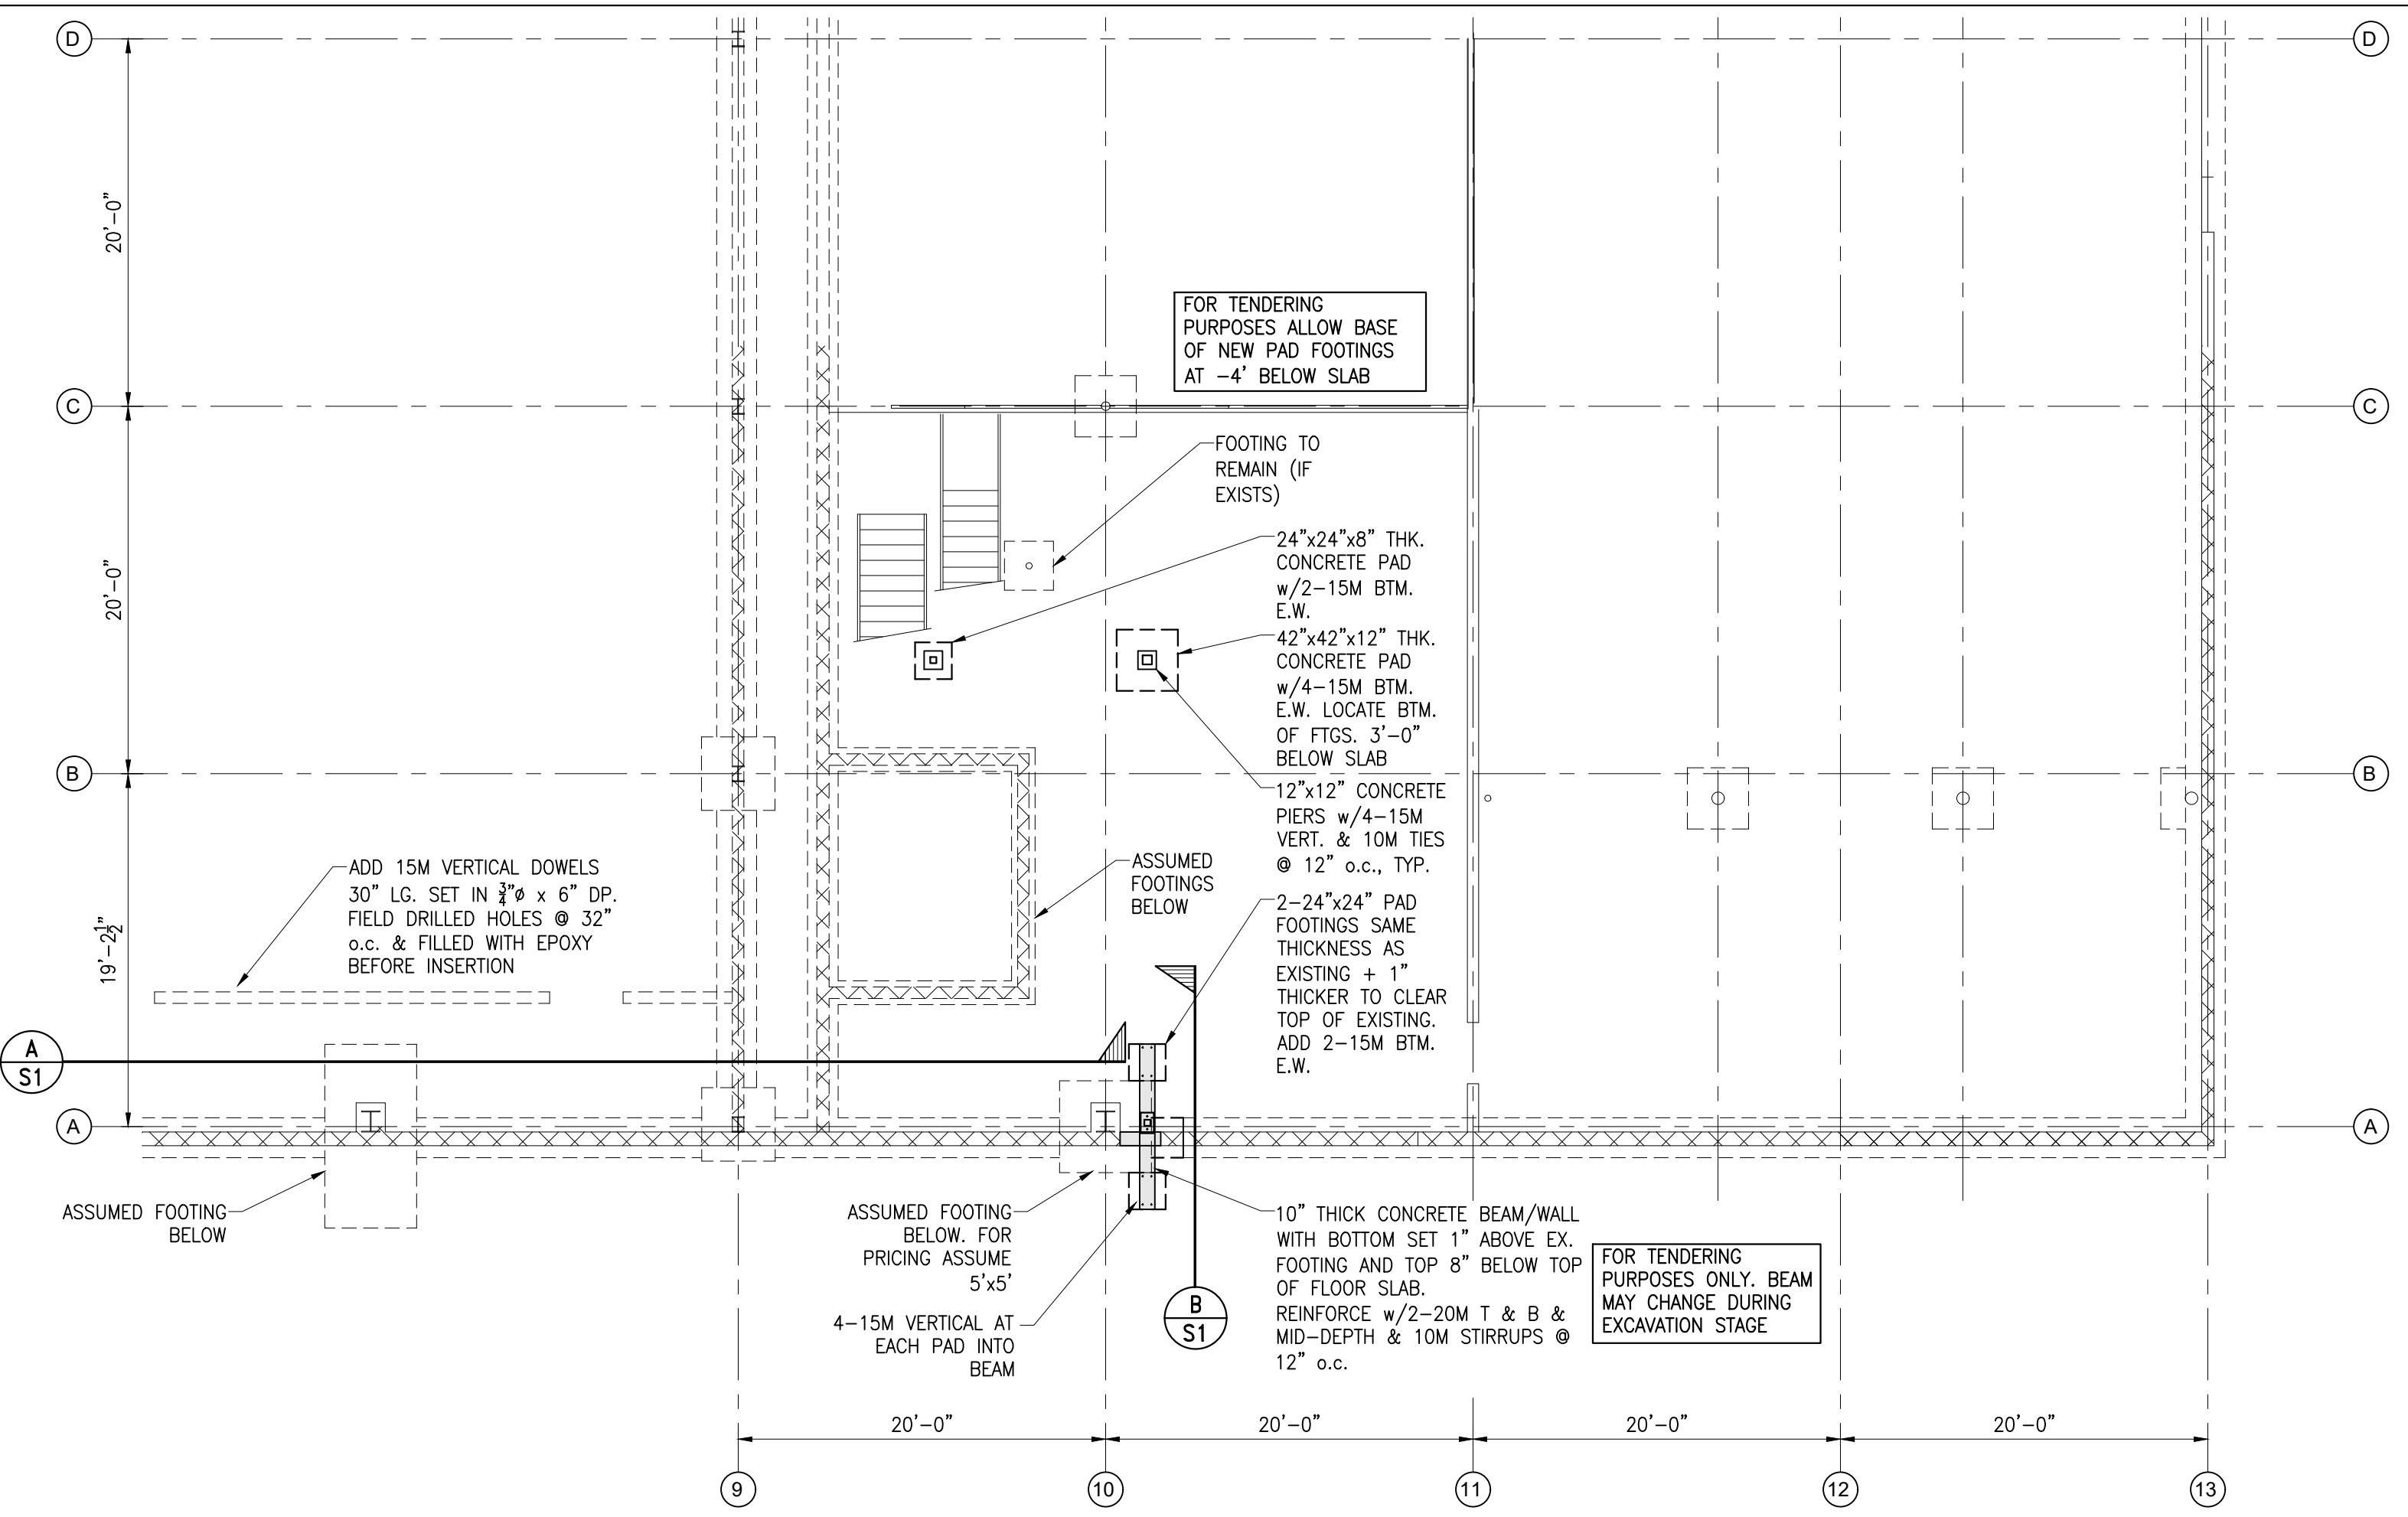 D
D
20'-0"
FOR TENDERING
PURPOSES ALLOW BASE
OF NEW PAD FOOTINGS
AT -4' BELOW SLAB
C
C
FOOTING TO
REMAIN (IF
EXISTS)
20'-0"
24"x24"x8" THK.
CONCRETE PAD
w/2-15M BTM.
E.W.
42"x42"x12" THK.
CONCRETE PAD
w/4-15M BTM.
E.W. LOCATE BTM.
OF FTGS. 3'-0"
BELOW SLAB
B
B
12"x12" CONCRETE
PIERS w/4-15M
VERT. & 10M TIES
@ 12" o.c., TYP.
ADD 15M VERTICAL DOWELS
30" LG. SET IN 3/4"ø x 6" DP.
FIELD DRILLED HOLES @ 32"
o.c. & FILLED WITH EPOXY
BEFORE INSERTION
ASSUMED
FOOTINGS
BELOW
19'-2 1/2"
2-24"x24" PAD
FOOTINGS SAME
THICKNESS AS
EXISTING + 1"
THICKER TO CLEAR
TOP OF EXISTING.
ADD 2-15M BTM.
E.W.
A
S1
A
A
ASSUMED FOOTING
BELOW
ASSUMED FOOTING
BELOW. FOR
PRICING ASSUME
5'x5'
4-15M VERTICAL AT
EACH PAD INTO
BEAM
B
S1
10" THICK CONCRETE BEAM/WALL
WITH BOTTOM SET 1" ABOVE EX.
FOOTING AND TOP 8" BELOW TOP
OF FLOOR SLAB.
REINFORCE w/2-20M T & B &
MID-DEPTH & 10M STIRRUPS @
12" o.c.
FOR TENDERING
PURPOSES ONLY. BEAM
MAY CHANGE DURING
EXCAVATION STAGE
20'-0"
20'-0"
20'-0"
20'-0"
9
10
11
12
13